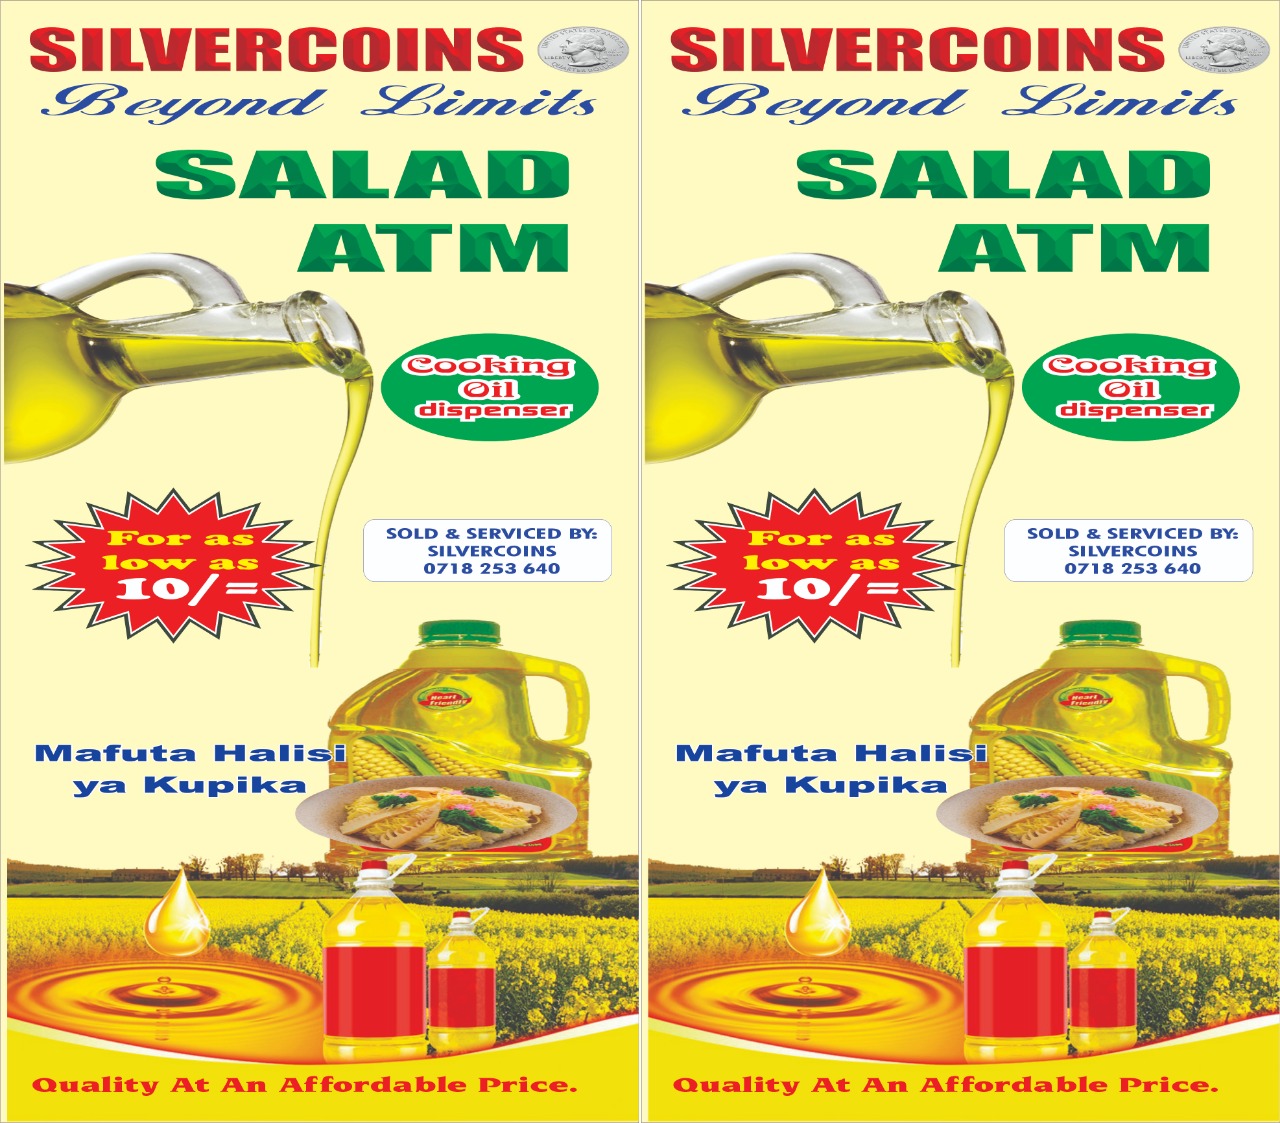 SILVERCOINS
Beyond Limits
SALAD
ATM
Cooking
Oil
dispenser
For as
low as
10/=
SOLD & SERVICED BY:
SILVERCOINS
0718 253 640
Heart
Friendly
Mafuta Halisi
ya Kupika
Quality At An Affordable Price.
SILVERCOINS
Beyond Limits
SALAD
ATM
Cooking
Oil
dispenser
For as
low as
10/=
SOLD & SERVICED BY:
SILVERCOINS
0718 253 640
Heart
Friendly
Mafuta Halisi
ya Kupika
Quality At An Affordable Price.